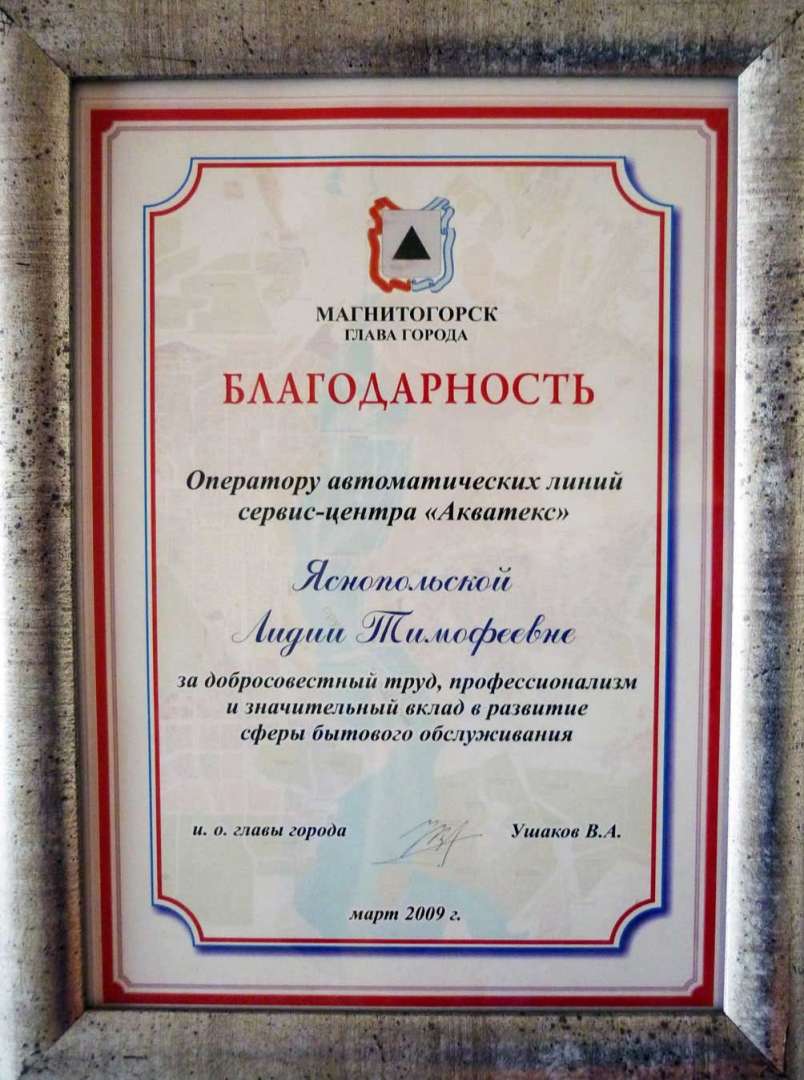 МАГНИТОГОРСК
ГЛАВА ГОРОДА
БЛАГОДАРНОСТЬ
Оператору автоматических линий
сервис-центра «Акватекс»
Яснопольской
Лидии Тимофеевне
за добросовестный труд, профессионализм
и значительный вклад в развитие
сферы бытового обслуживания
и. о. главы города Ушаков В.А.
март 2009 г.